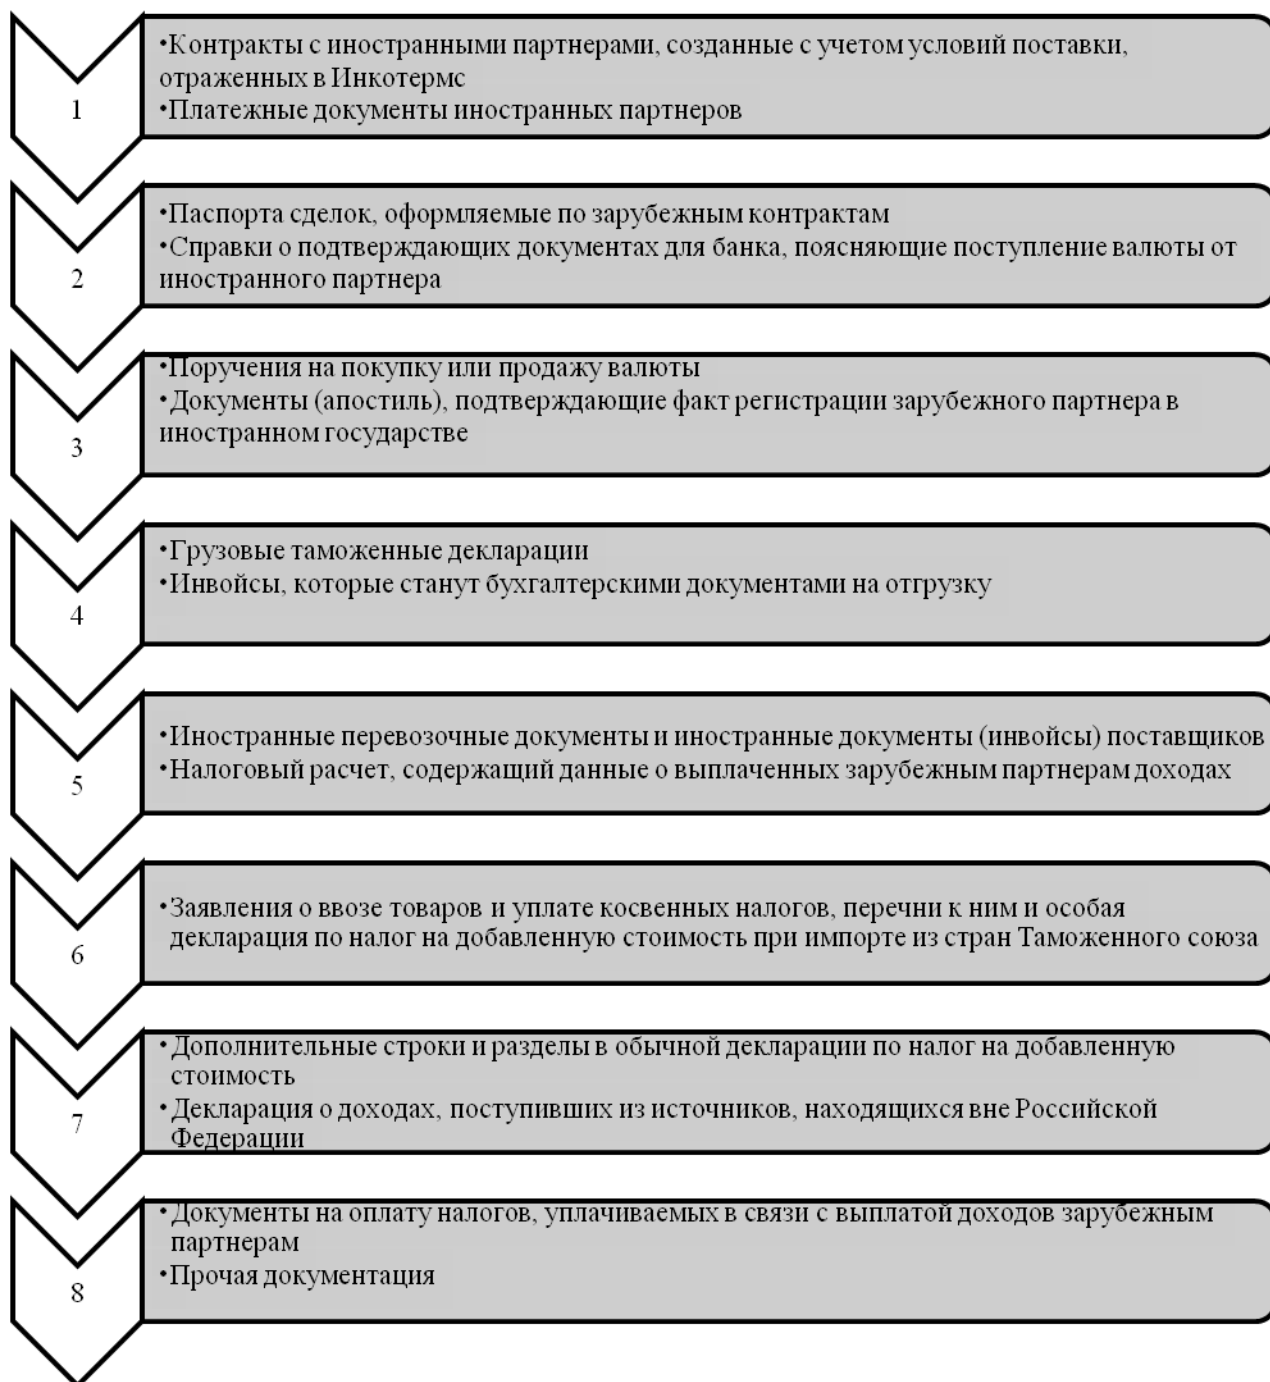 1
•Контракты с иностранными партнерами, созданные с учетом условий поставки,
отраженных в Инкотермс
•Платежные документы иностранных партнеров
2
•Паспорта сделок, оформляемые по зарубежным контрактам
•Справки о подтверждающих документах для банка, поясняющие поступление валюты от
иностранного партнера
3
•Поручения на покупку или продажу валюты
•Документы (апостиль), подтверждающие факт регистрации зарубежного партнера в
иностранном государстве
4
•Грузовые таможенные декларации
•Инвойсы, которые станут бухгалтерскими документами на отгрузку
5
•Иностранные перевозочные документы и иностранные документы (инвойсы) поставщиков
•Налоговый расчет, содержащий данные о выплаченных зарубежным партнерам доходах
6
•Заявления о ввозе товаров и уплате косвенных налогов, перечни к ним и особая
декларация по налог на добавленную стоимость при импорте из стран Таможенного союза
7
•Дополнительные строки и разделы в обычной декларации по налог на добавленную
стоимость
•Декларация о доходах, поступивших из источников, находящихся вне Российской
Федерации
8
•Документы на оплату налогов, уплачиваемых в связи с выплатой доходов зарубежным
партнерам
•Прочая документация